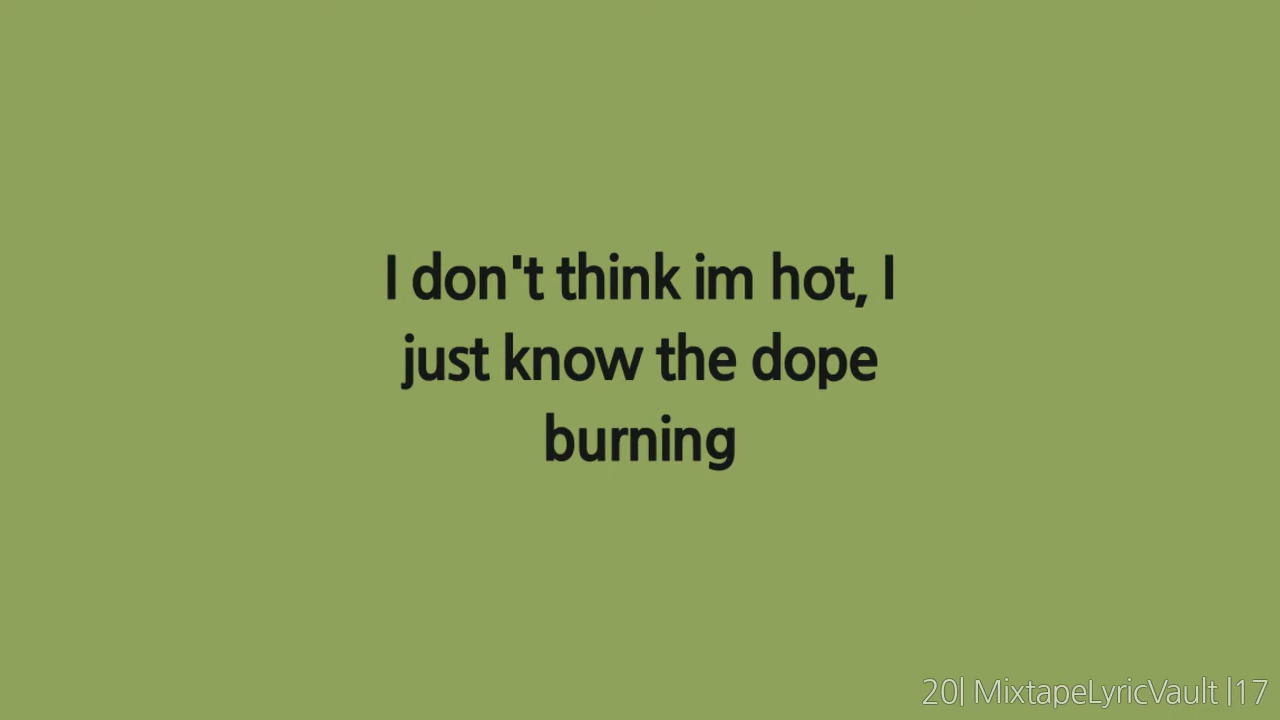 I don't think im hot, I
just know the dope
burning
20| MixtapeLyricVault |17